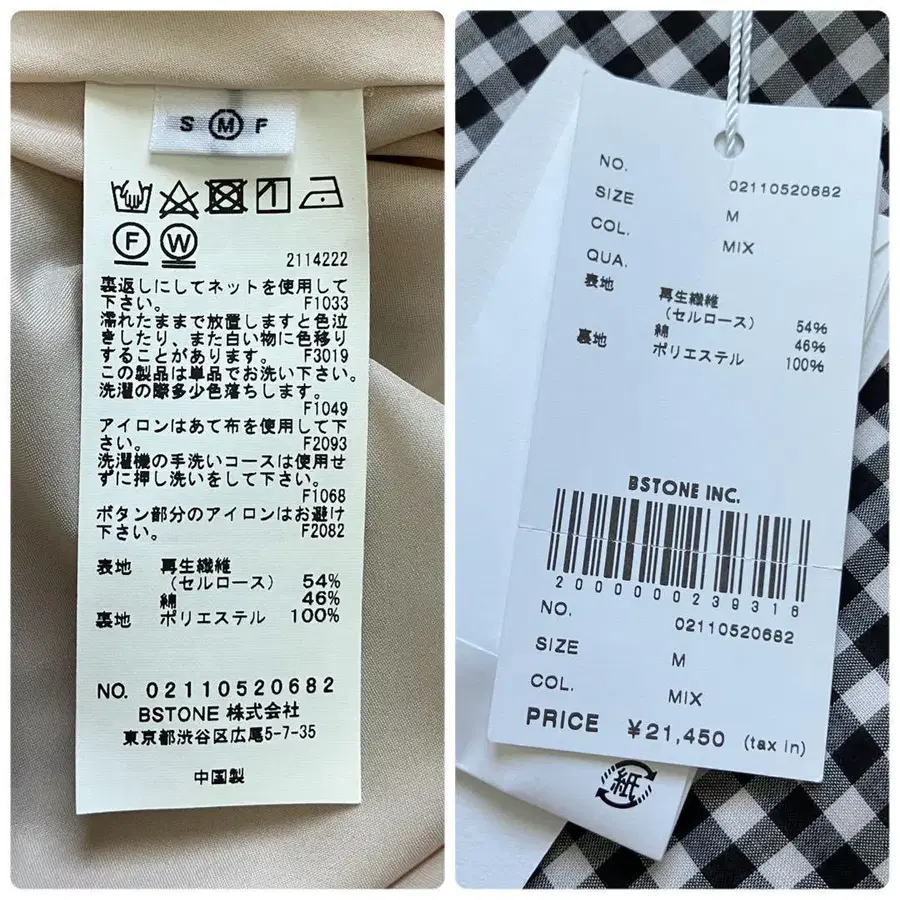 S M F
F W
2114222
裏返しにしてネットを使用して
下さい。 F1033
濡れたままで放置しますと色泣
きしたり、また白い物に色移り
することがあります。 F3019
この製品は単品でお洗い下さい。
洗濯の際多少色落ちします。
F1049
アイロンはあて布を使用して下
さい。 F2093
洗濯機の手洗いコースは使用せ
ずに押し洗いをして下さい。
F1068
ボタン部分のアイロンはお避け
下さい。 F2082
表地 再生繊維
（セルロース） 54%
綿 46%
裏地 ポリエステル 100%
NO. 02110520682
BSTONE 株式会社
東京都渋谷区広尾5-7-35
中国製
NO. 02110520682
SIZE M
COL. MIX
QUA.
表地 再生繊維
（セルロース） 54%
綿 46%
裏地 ポリエステル 100%
BSTONE INC.
2000000239316
NO. 02110520682
SIZE M
COL. MIX
PRICE ¥21,450 (tax in)
紙